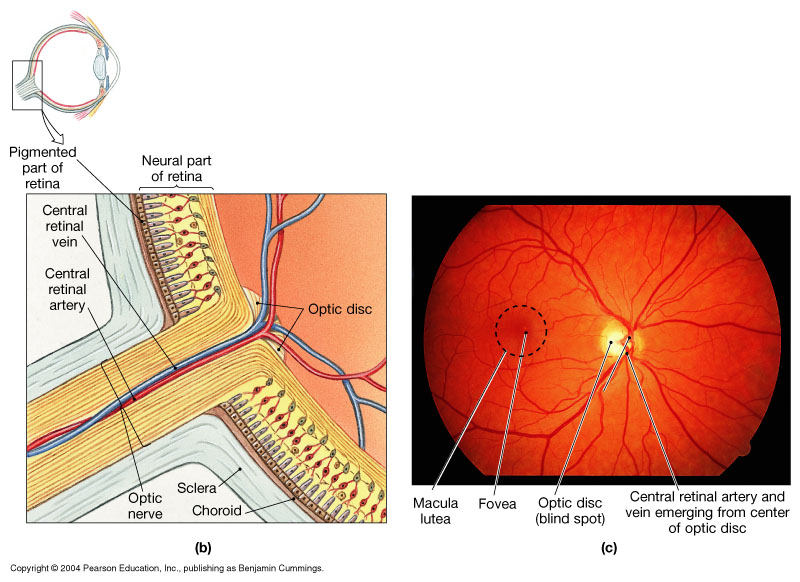 Pigmented
part of
retina
Neural part
of retina
Central
retinal
vein
Central
retinal
artery
Optic disc
Optic
nerve
Sclera
Choroid
(b)
Macula
lutea
Fovea
Optic disc
(blind spot)
Central retinal artery and
vein emerging from center
of optic disc
(c)
Copyright © 2004 Pearson Education, Inc., publishing as Benjamin Cummings.